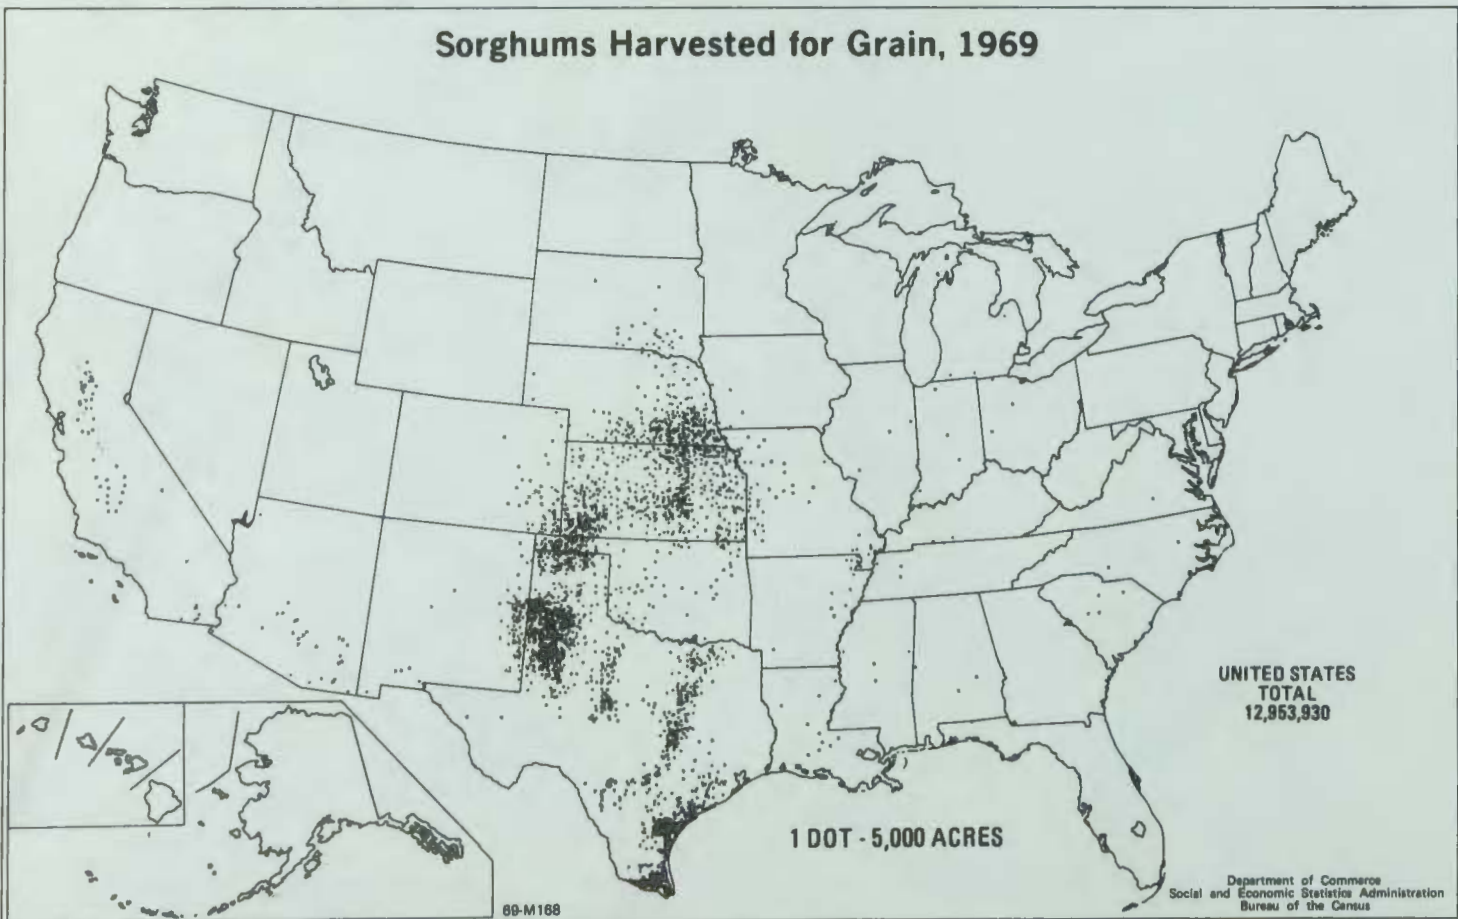 Sorghums Harvested for Grain, 1969
UNITED STATES
TOTAL
12,953,930
1 DOT - 5,000 ACRES
Department of Commerce
Social and Economic Statistics Administration
Bureau of the Census
69-M168